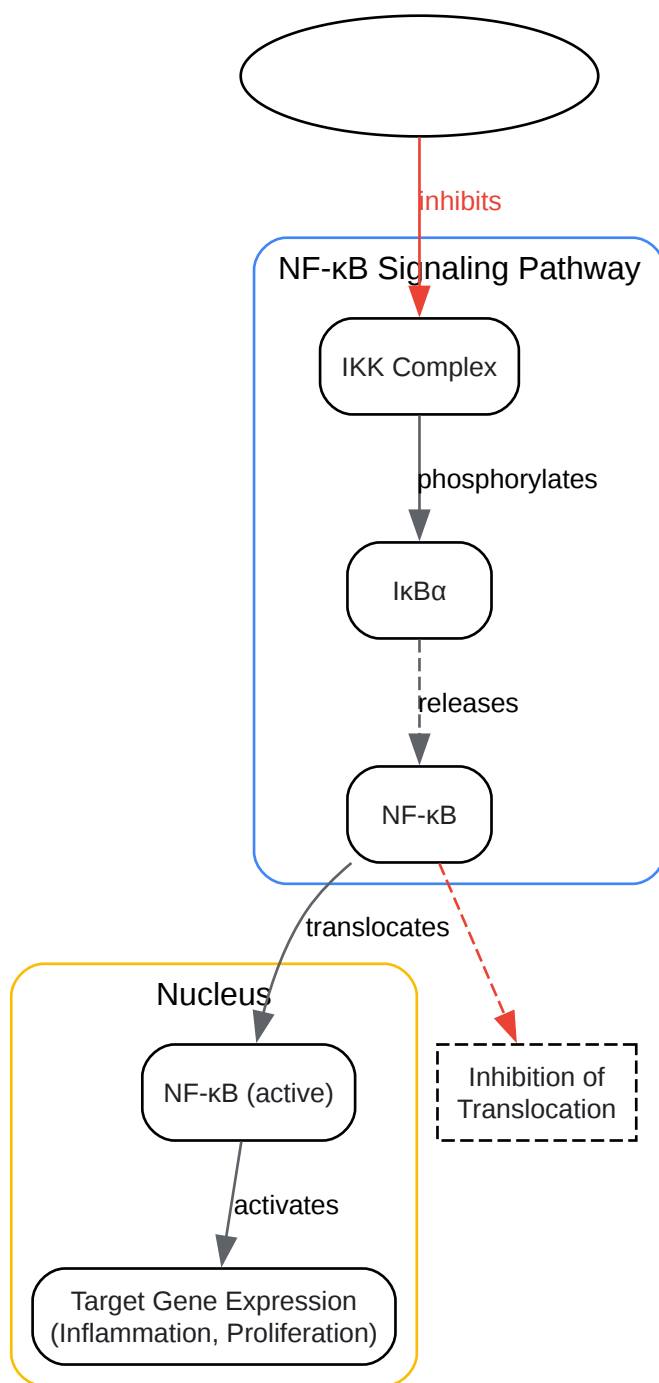 inhibits
NF-κB Signaling Pathway
IKK Complex
phosphorylates
IκBα
releases
NF-κB
translocates
Nucleus
NF-κB (active)
Inhibition of
Translocation
activates
Target Gene Expression
(Inflammation, Proliferation)